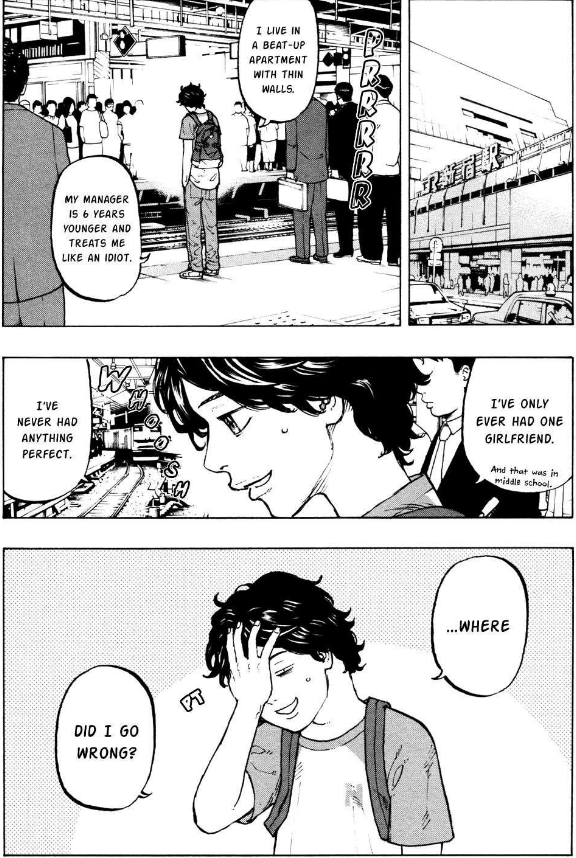 I LIVE IN
A BEAT-UP
APARTMENT
WITH THIN
WALLS.
PRRRRRR
MY MANAGER
IS 6 YEARS
YOUNGER AND
TREATS ME
LIKE AN IDIOT.
I'VE ONLY
EVER HAD ONE
GIRLFRIEND.
And that was in
middle school.
WHOOSH
I'VE
NEVER HAD
ANYTHING
PERFECT.
...WHERE
PT
DID I GO
WRONG?